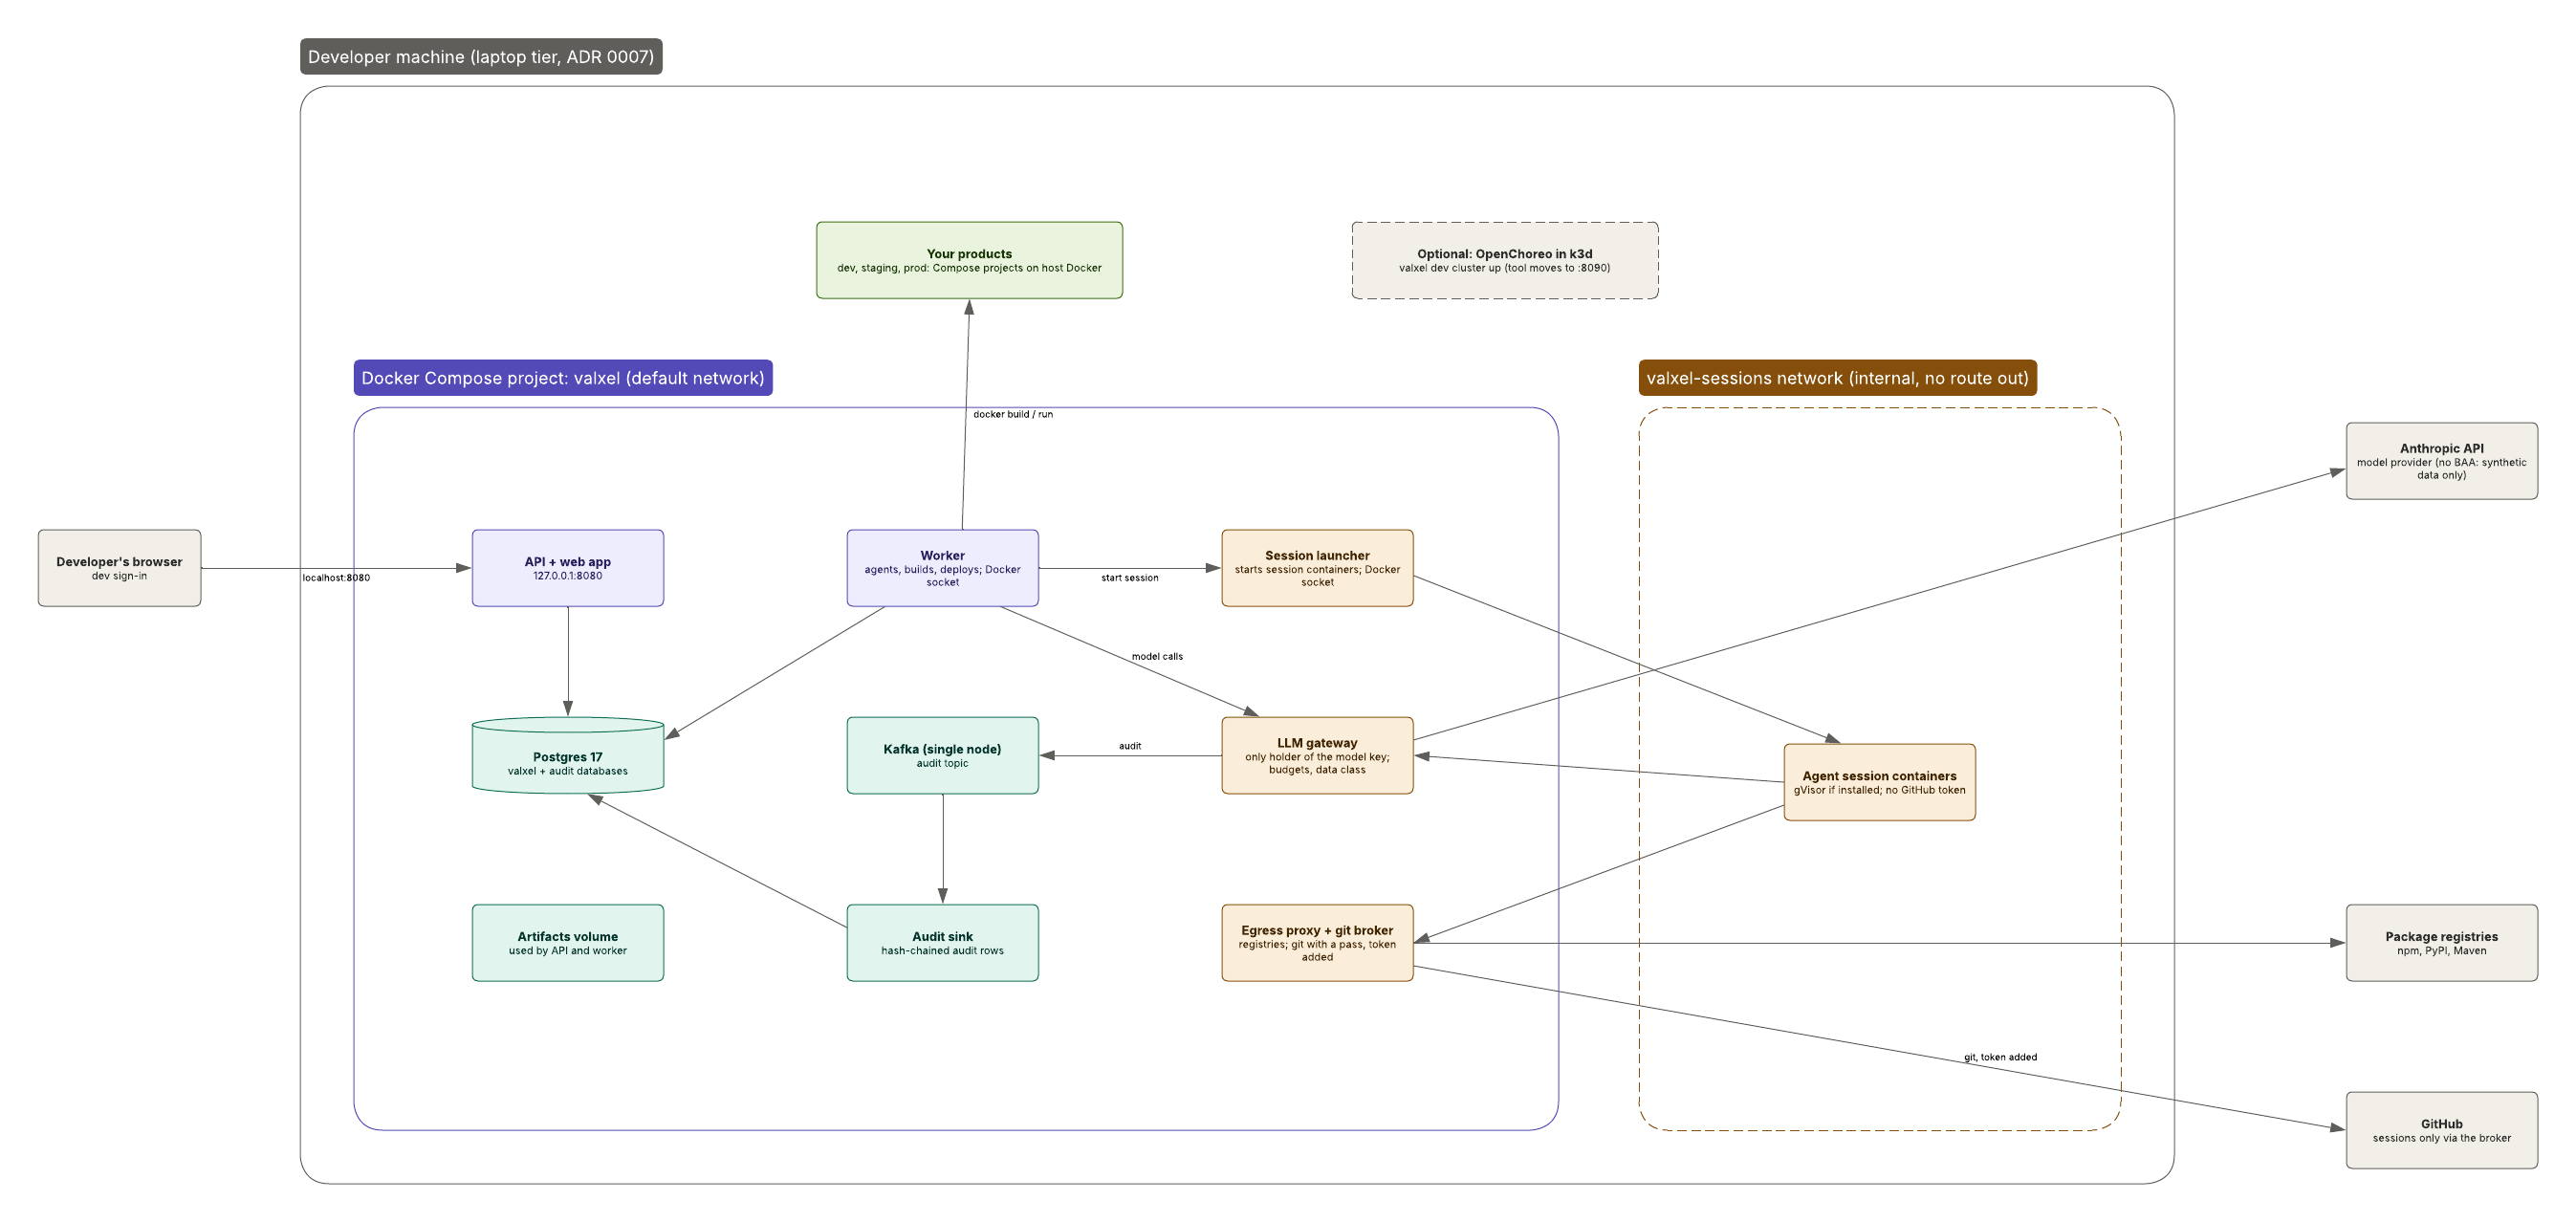 Developer machine (laptop tier, ADR 0007)
Your products
dev, staging, prod: Compose projects on host Docker
Optional: OpenChoreo in k3d
valxel dev cluster up (tool moves to :8090)
Docker Compose project: valxel (default network)
valxel-sessions network (internal, no route out)
docker build / run
Anthropic API
model provider (no BAA: synthetic
data only)
Developer's browser
dev sign-in
localhost:8080
API + web app
127.0.0.1:8080
Worker
agents, builds, deploys; Docker
socket
start session
Session launcher
starts session containers; Docker
socket
model calls
Postgres 17
valxel + audit databases
Kafka (single node)
audit topic
audit
LLM gateway
only holder of the model key;
budgets, data class
Agent session containers
gVisor if installed; no GitHub token
Artifacts volume
used by API and worker
Audit sink
hash-chained audit rows
Egress proxy + git broker
registries; git with a pass, token
added
Package registries
npm, PyPI, Maven
git, token added
GitHub
sessions only via the broker